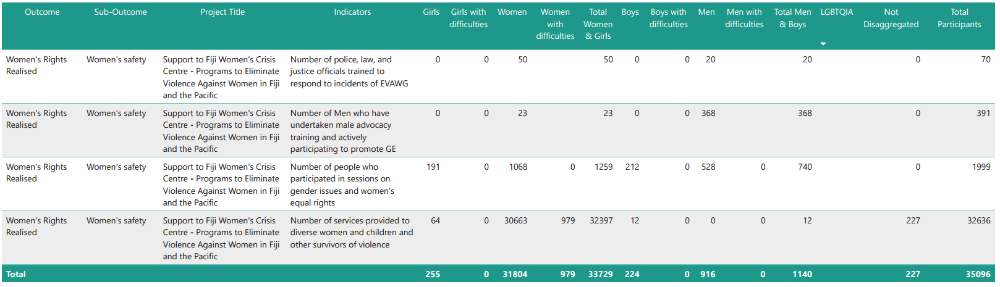 Outcome Sub-Outcome Project Title Indicators Girls Girls with difficulties Women Women with difficulties Total Women & Girls Boys Boys with difficulties Men Men with difficulties Total Men & Boys LGBTQIA Not Disaggregated Total Participants
Women's Rights Women's safety Support to Fiji Women's Crisis Number of police, law, and 0 0 50 50 0 0 20 20 0 70
Realised Centre - Programs to Eliminate justice officials trained to
Violence Against Women in Fiji respond to incidents of EVAWG
and the Pacific
Women's Rights Women's safety Support to Fiji Women's Crisis Number of Men who have 0 0 23 23 0 0 368 368 0 391
Realised Centre - Programs to Eliminate undertaken male advocacy
Violence Against Women in Fiji training and actively
and the Pacific participating to promote GE
Women's Rights Women's safety Support to Fiji Women's Crisis Number of people who 191 0 1068 0 1259 212 0 528 0 740 0 1999
Realised Centre - Programs to Eliminate participated in sessions on
Violence Against Women in Fiji gender issues and women's
and the Pacific equal rights
Women's Rights Women's safety Support to Fiji Women's Crisis Number of services provided to 64 0 30663 979 32397 12 0 0 0 12 227 32636
Realised Centre - Programs to Eliminate diverse women and children and
Violence Against Women in Fiji other survivors of violence
and the Pacific
Total 255 0 31804 979 33729 224 0 916 0 1140 227 35096